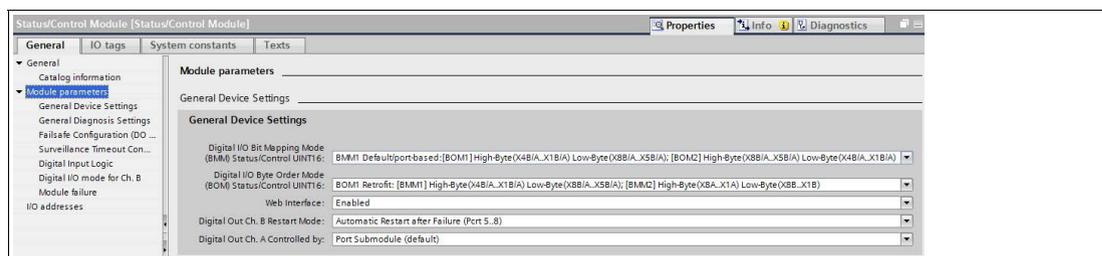 Status/Control Module [Status/Control Module]
Properties Info Diagnostics
General IO tags System constants Texts
General
Catalog information
Module parameters
General Device Settings
General Diagnosis Settings
Failsafe Configuration (DO ...
Surveillance Timeout Con...
Digital Input Logic
Digital I/O mode for Ch. B
Module failure
I/O addresses
Module parameters
General Device Settings
General Device Settings
Digital I/O Bit Mapping Mode
(BMM) Status/Control UINT16: BMM1 Default/port-based:[BOM1] High-Byte(X4B/A..X1B/A) Low-Byte(X8B/A..X5B/A); [BOM2] High-Byte(X8B/A..X5B/A) Low-Byte(X4B/A..X1B/A)
Digital I/O Byte Order Mode
(BOM) Status/Control UINT16: BOM1 Retrofit: [BMM1] High-Byte(X4B/A..X1B/A) Low-Byte(X8B/A..X5B/A); [BMM2] High-Byte(X8A..X1A) Low-Byte(X8B..X1B)
Web Interface: Enabled
Digital Out Ch. B Restart Mode: Automatic Restart after Failure (Port 5..8)
Digital Out Ch. A Controlled by: Port Submodule (default)